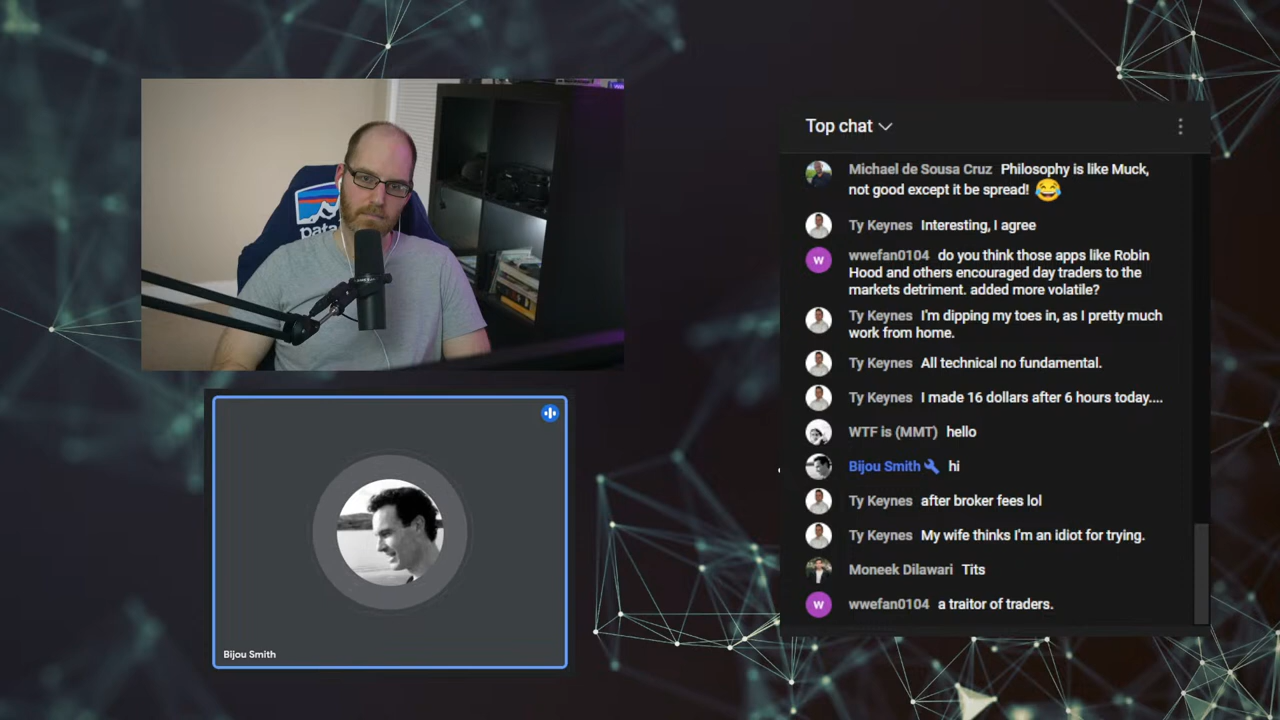 pata
Bijou Smith
Top chat
Michael de Sousa Cruz Philosophy is like Muck,
not good except it be spread! 😂
Ty Keynes Interesting, I agree
W
wwefan0104 do you think those apps like Robin
Hood and others encouraged day traders to the
markets detriment. added more volatile?
Ty Keynes I'm dipping my toes in, as I pretty much
work from home.
Ty Keynes All technical no fundamental.
Ty Keynes I made 16 dollars after 6 hours today....
WTF is (MMT) hello
Bijou Smith hi
Ty Keynes after broker fees lol
Ty Keynes My wife thinks I'm an idiot for trying.
Moneek Dilawari Tits
W
wwefan0104 a traitor of traders.